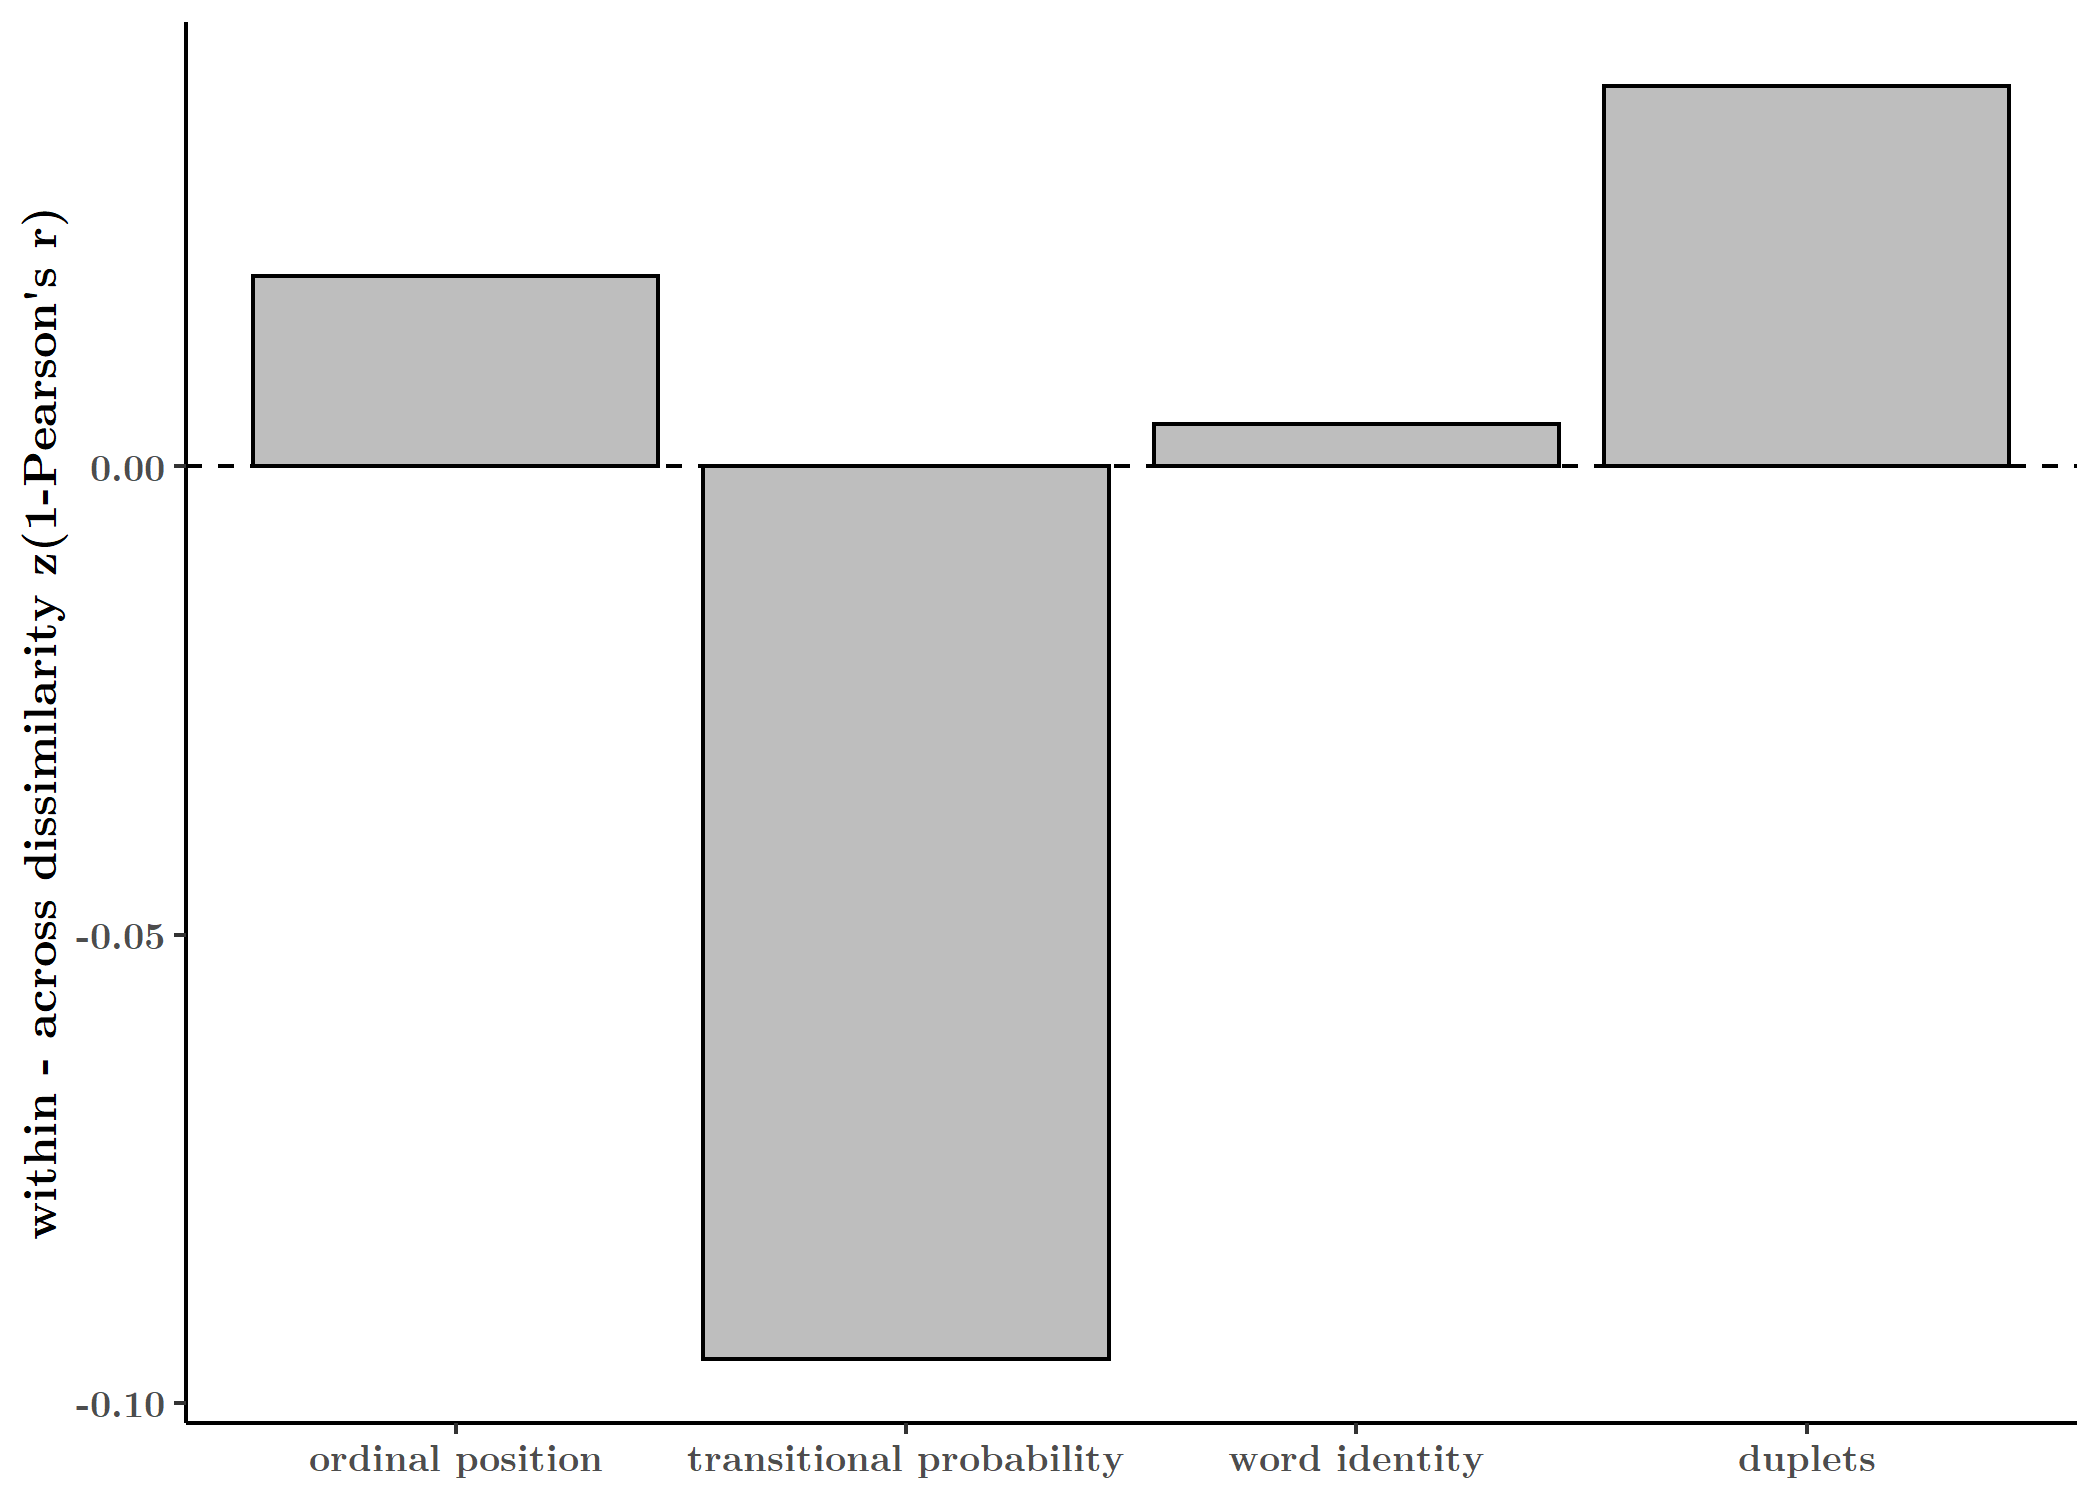 within - across dissimilarity z(1-Pearson's r)
0.00
-0.05
-0.10
ordinal position
transitional probability
word identity
duplets